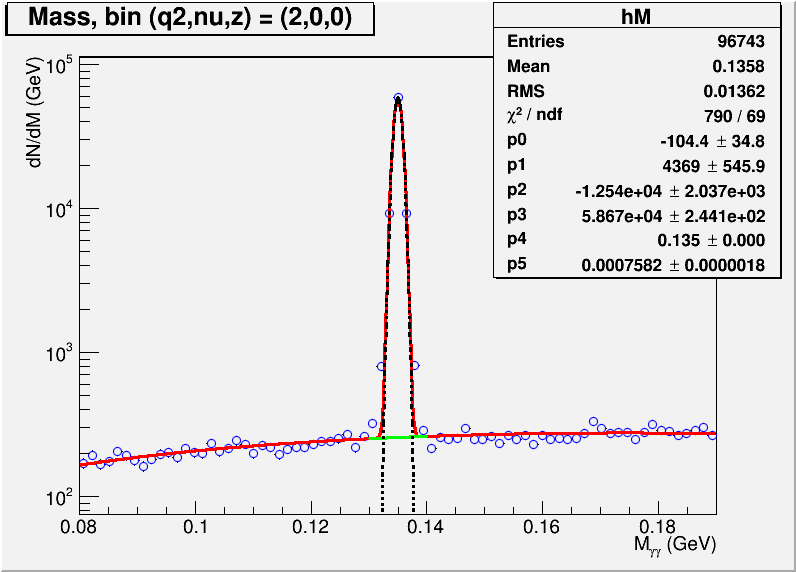 Mass, bin (q2,nu,z) = (2,0,0)
hM
Entries 96743
Mean 0.1358
RMS 0.01362
χ² / ndf 790 / 69
p0 -104.4 ± 34.8
p1 4369 ± 545.9
p2 -1.254e+04 ± 2.037e+03
p3 5.867e+04 ± 2.441e+02
p4 0.135 ± 0.000
p5 0.0007582 ± 0.0000018
dN/dM (GeV)
10⁵
10⁴
10³
10²
0.08 0.1 0.12 0.14 0.16 0.18
Mγγ (GeV)